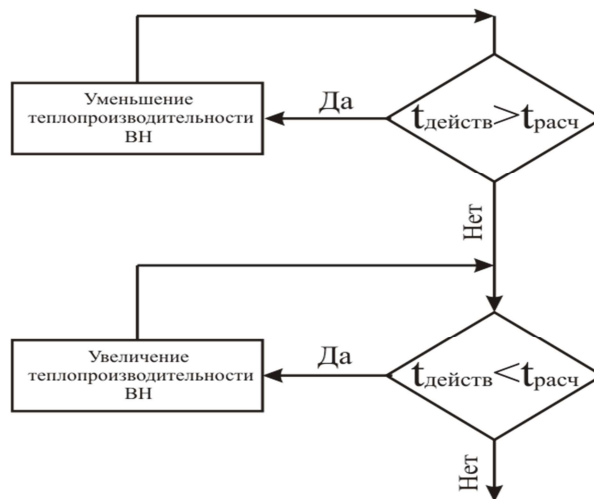 Уменьшение
теплопроизводительности
ВН
Да
tдейств>tрасч
Нет
Увеличение
теплопроизводительности
ВН
Да
tдейств<tрасч
Нет